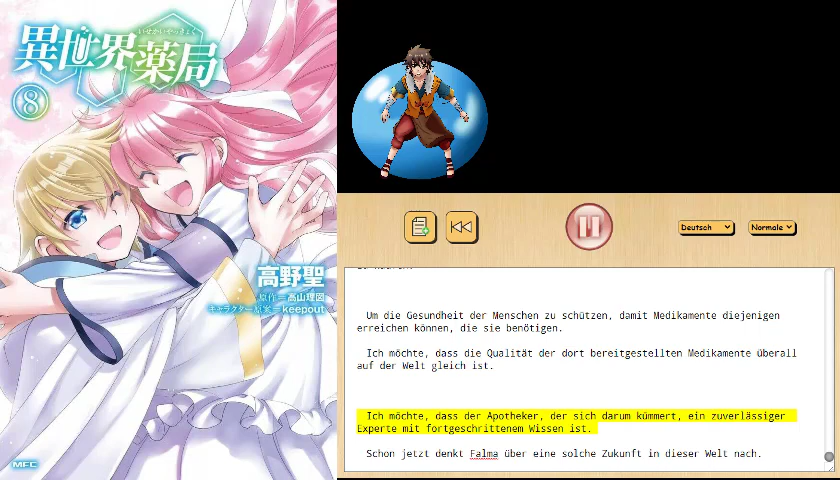 いせかいやっきょく
異世界薬局
8
高野聖
原作=高山理図
キャラクター原案=keepout
MFC
Deutsch
Normale
Um die Gesundheit der Menschen zu schützen, damit Medikamente diejenigen
erreichen können, die sie benötigen.
Ich möchte, dass die Qualität der dort bereitgestellten Medikamente überall
auf der Welt gleich ist.
Ich möchte, dass der Apotheker, der sich darum kümmert, ein zuverlässiger
Experte mit fortgeschrittenem Wissen ist.
Schon jetzt denkt Falma über eine solche Zukunft in dieser Welt nach.